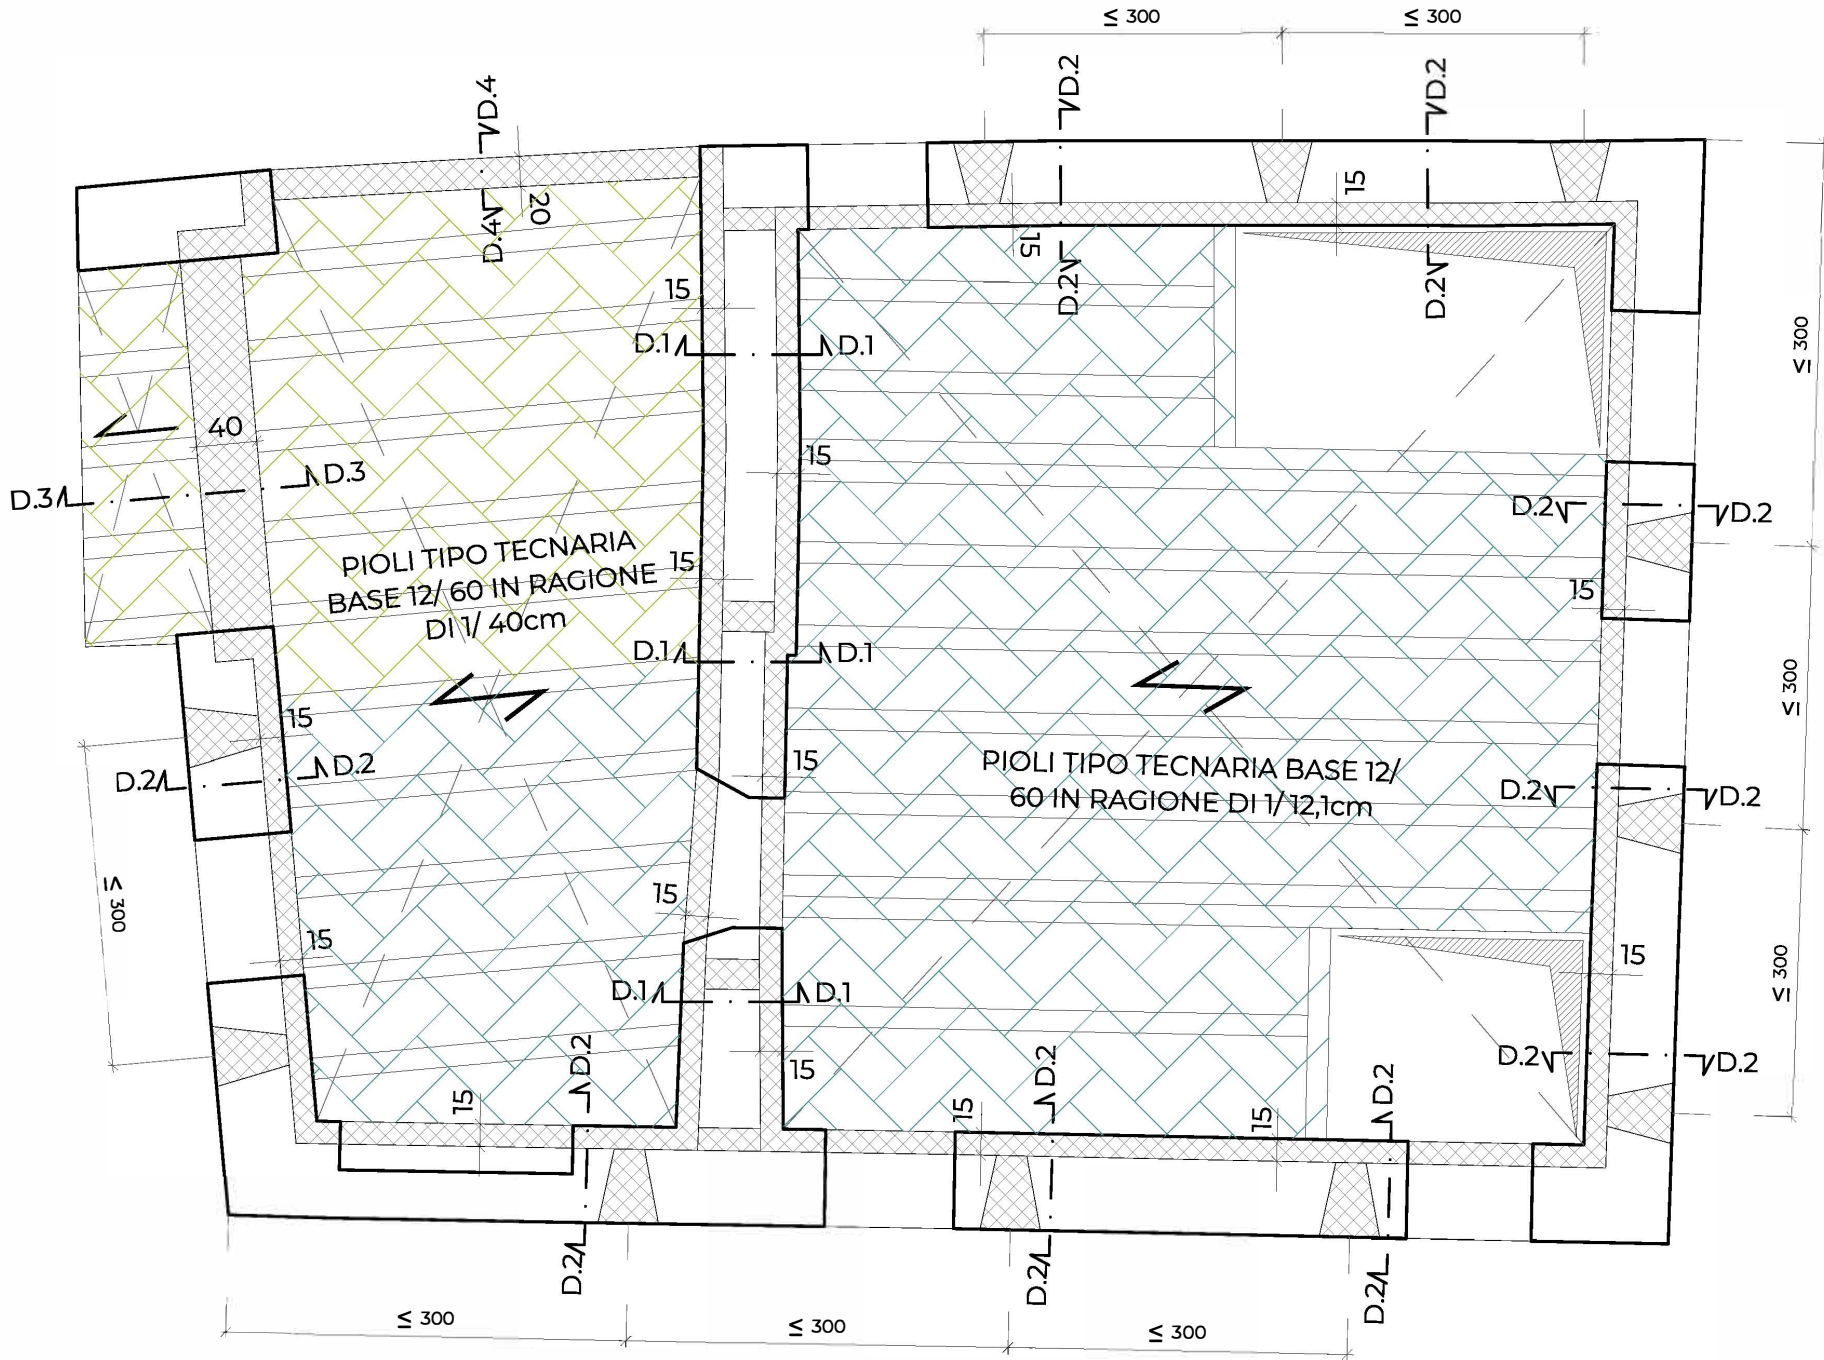 ≤ 300
≤ 300
D.4
D.2
D.2
15
20
D.4
15
D.2
D.2
15
≤ 300
D.1
D.1
40
15
D.3
D.3
D.2
D.2
PIOLI TIPO TECNARIA
BASE 12/ 60 IN RAGIONE
DI 1/ 40cm
15
15
D.1
D.1
≤ 300
15
D.2
D.2
15
PIOLI TIPO TECNARIA BASE 12/
60 IN RAGIONE DI 1/ 12,1cm
D.2
D.2
≤ 300
15
15
15
≤ 300
D.1
D.1
D.2
15
15
D.2
15
15
D.2
D.2
D.2
D.2
D.2
D.2
≤ 300
≤ 300
≤ 300